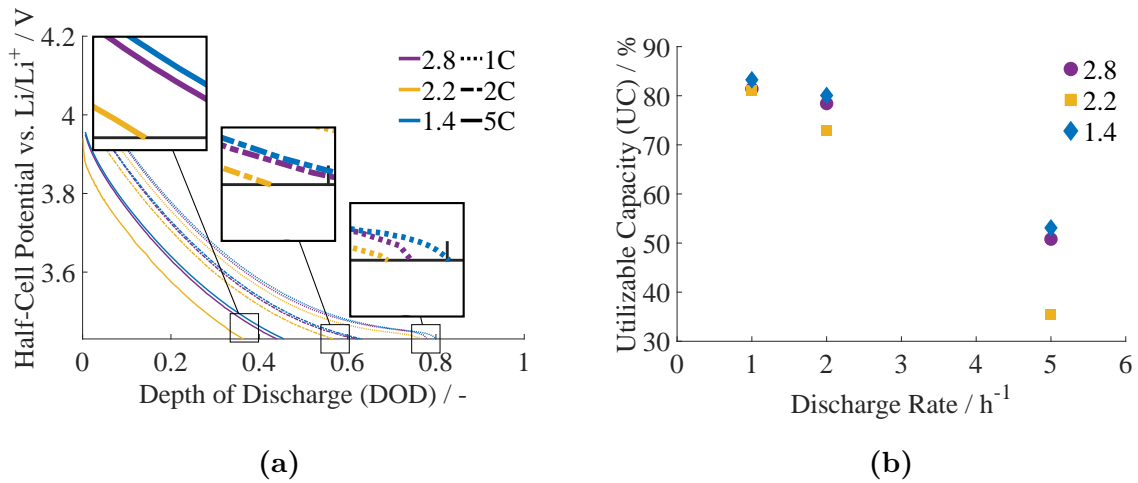 Half-Cell Potential vs. Li/Li⁺ / V
4.2
4
3.8
3.6
2.8 1C
2.2 2C
1.4 5C
0 0.2 0.4 0.6 0.8 1
Depth of Discharge (DOD) / -
(a)
Utilizable Capacity (UC) / %
90
80
70
60
50
40
30
2.8
2.2
1.4
0 1 2 3 4 5 6
Discharge Rate / h⁻¹
(b)